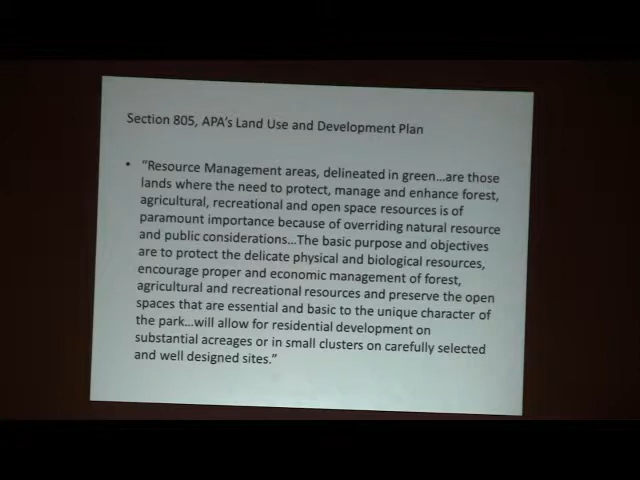 Section 805, APA's Land Use and Development Plan
• "Resource Management areas, delineated in green...are those
lands where the need to protect, manage and enhance forest,
agricultural, recreational and open space resources is of
paramount importance because of overriding natural resource
and public considerations...The basic purpose and objectives
are to protect the delicate physical and biological resources,
encourage proper and economic management of forest,
agricultural and recreational resources and preserve the open
spaces that are essential and basic to the unique character of
the park...will allow for residential development on
substantial acreages or in small clusters on carefully selected
and well designed sites."